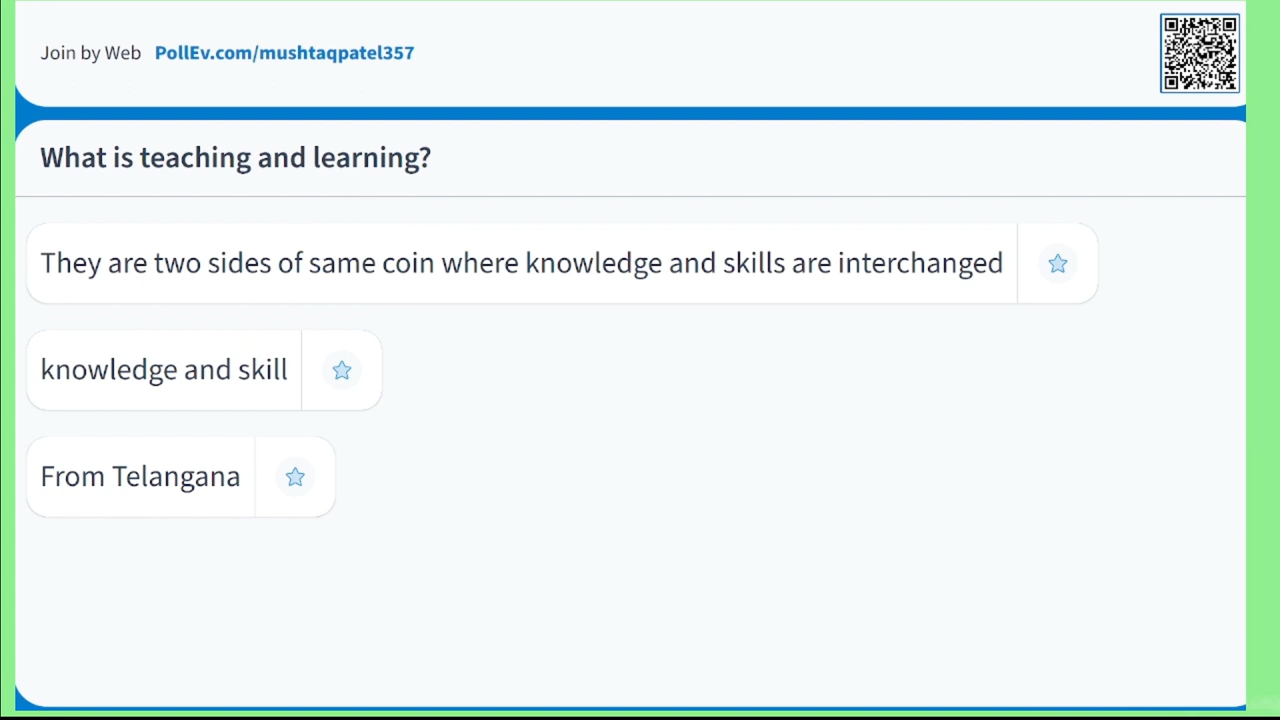 Join by Web PollEv.com/mushtaqpatel357
What is teaching and learning?
They are two sides of same coin where knowledge and skills are interchanged
knowledge and skill
From Telangana